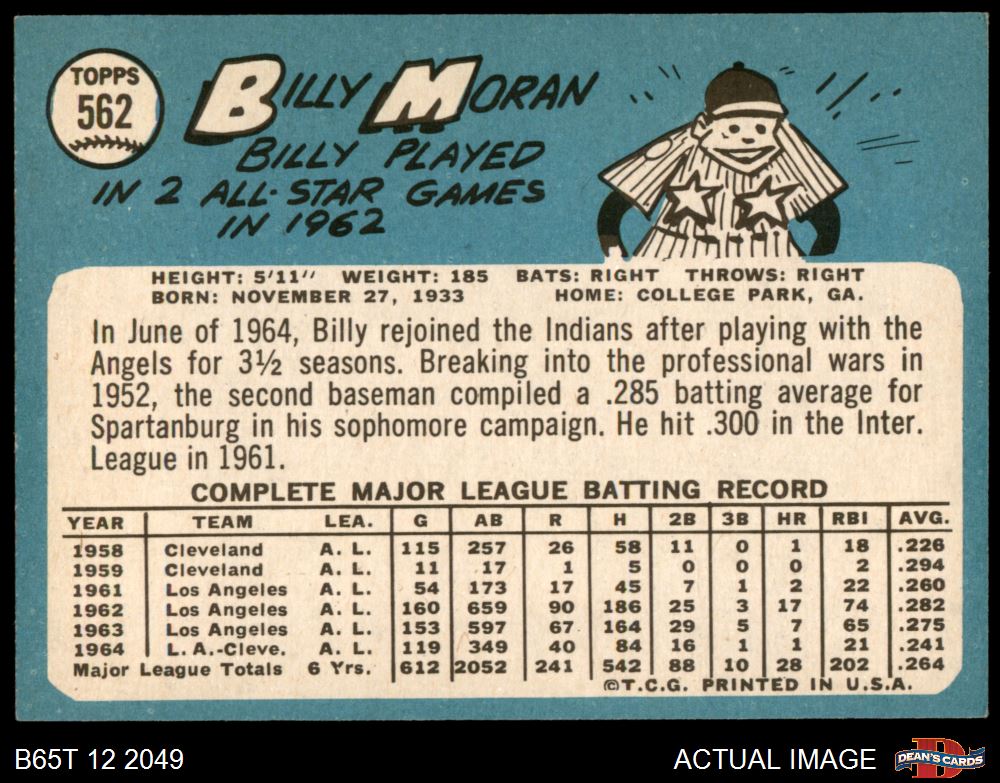 TOPPS
562
BILLY MORAN
BILLY PLAYED
IN 2 ALL-STAR GAMES
IN 1962
HEIGHT: 5'11" WEIGHT: 185 BATS: RIGHT THROWS: RIGHT
BORN: NOVEMBER 27, 1933 HOME: COLLEGE PARK, GA.
In June of 1964, Billy rejoined the Indians after playing with the
Angels for 3½ seasons. Breaking into the professional wars in
1952, the second baseman compiled a .285 batting average for
Spartanburg in his sophomore campaign. He hit .300 in the Inter.
League in 1961.
COMPLETE MAJOR LEAGUE BATTING RECORD
YEAR TEAM LEA. G AB R H 2B 3B HR RBI AVG.
1958 Cleveland A. L. 115 257 26 58 11 0 1 18 .226
1959 Cleveland A. L. 11 17 1 5 0 0 0 2 .294
1961 Los Angeles A. L. 54 173 17 45 7 1 2 22 .260
1962 Los Angeles A. L. 160 659 90 186 25 3 17 74 .282
1963 Los Angeles A. L. 153 597 67 164 29 5 7 65 .275
1964 L. A.-Cleve. A. L. 119 349 40 84 16 1 1 21 .241
Major League Totals 6 Yrs. 612 2052 241 542 88 10 28 202 .264
©T.C.G. PRINTED IN U.S.A.
B65T 12 2049
ACTUAL IMAGE
D
DEAN'S CARDS